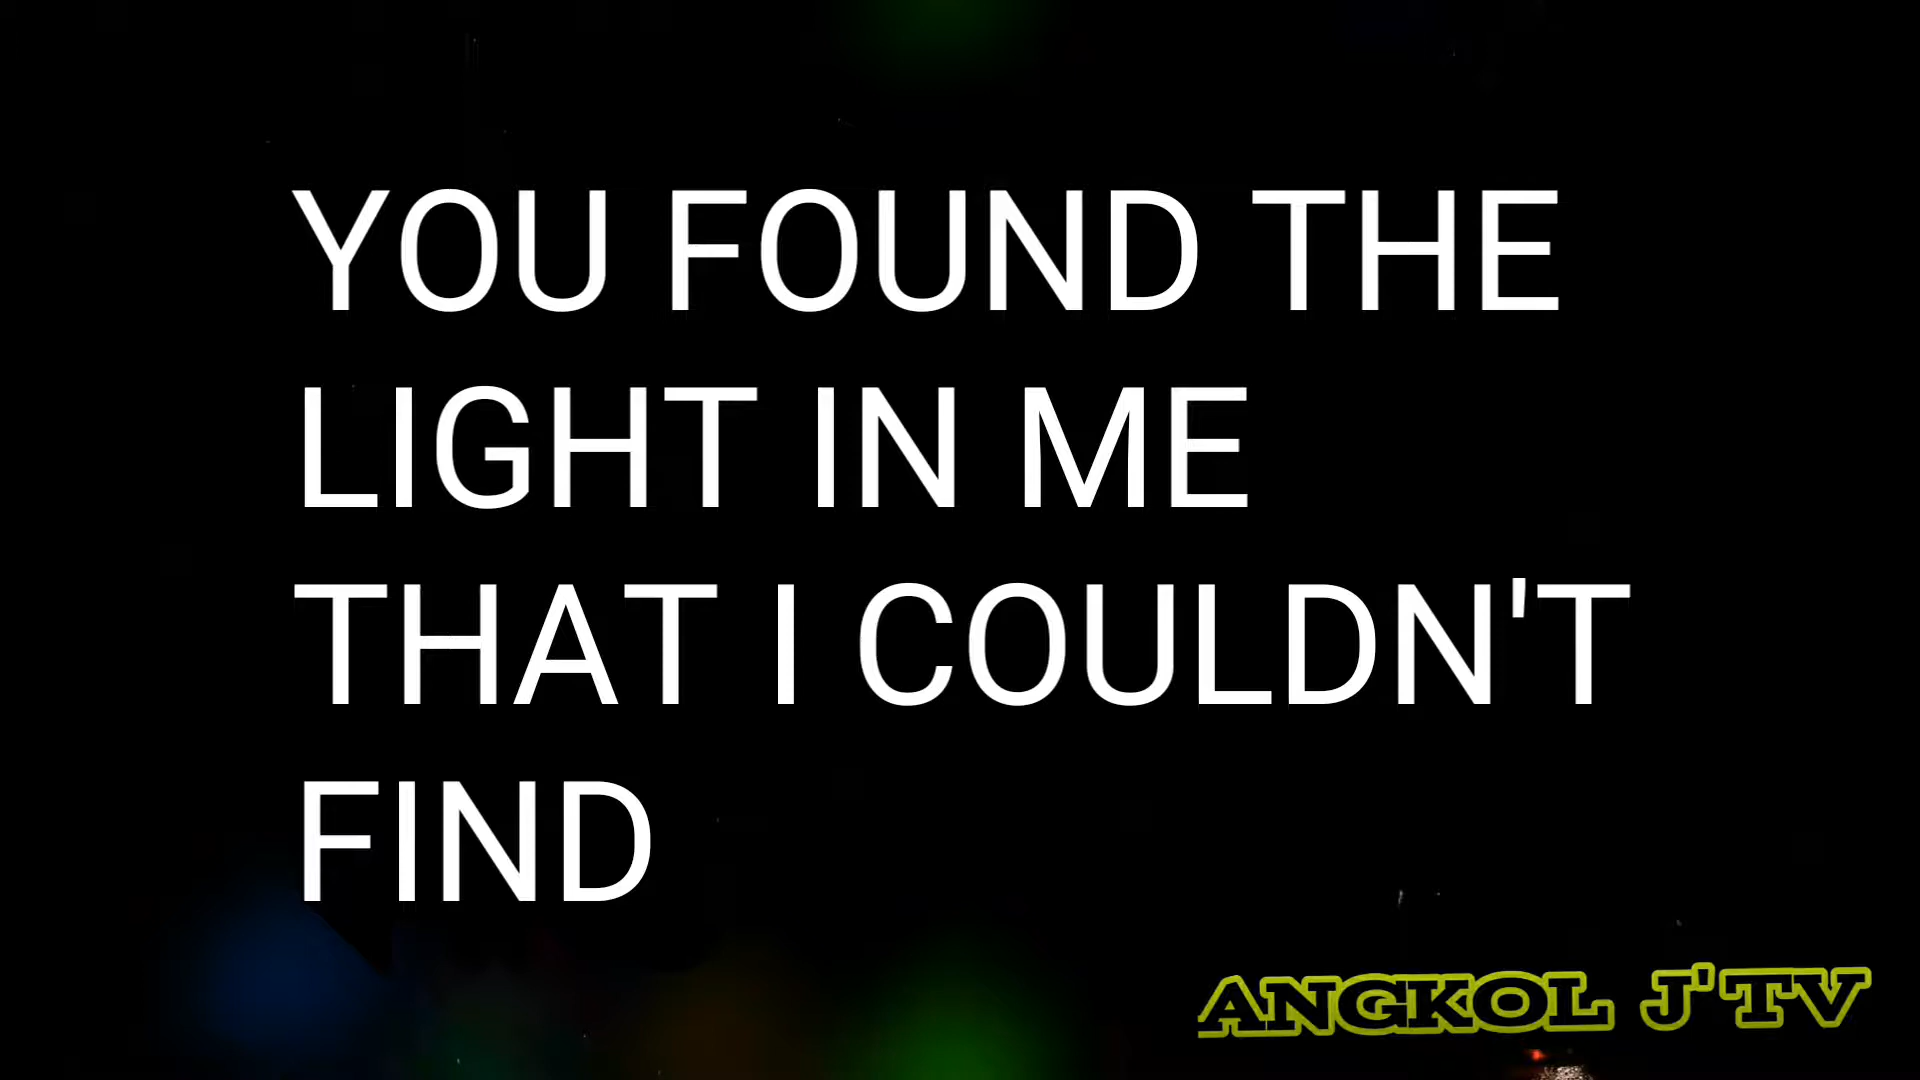 YOU FOUND THE
LIGHT IN ME
THAT I COULDN'T
FIND
ANGKOL J'TV